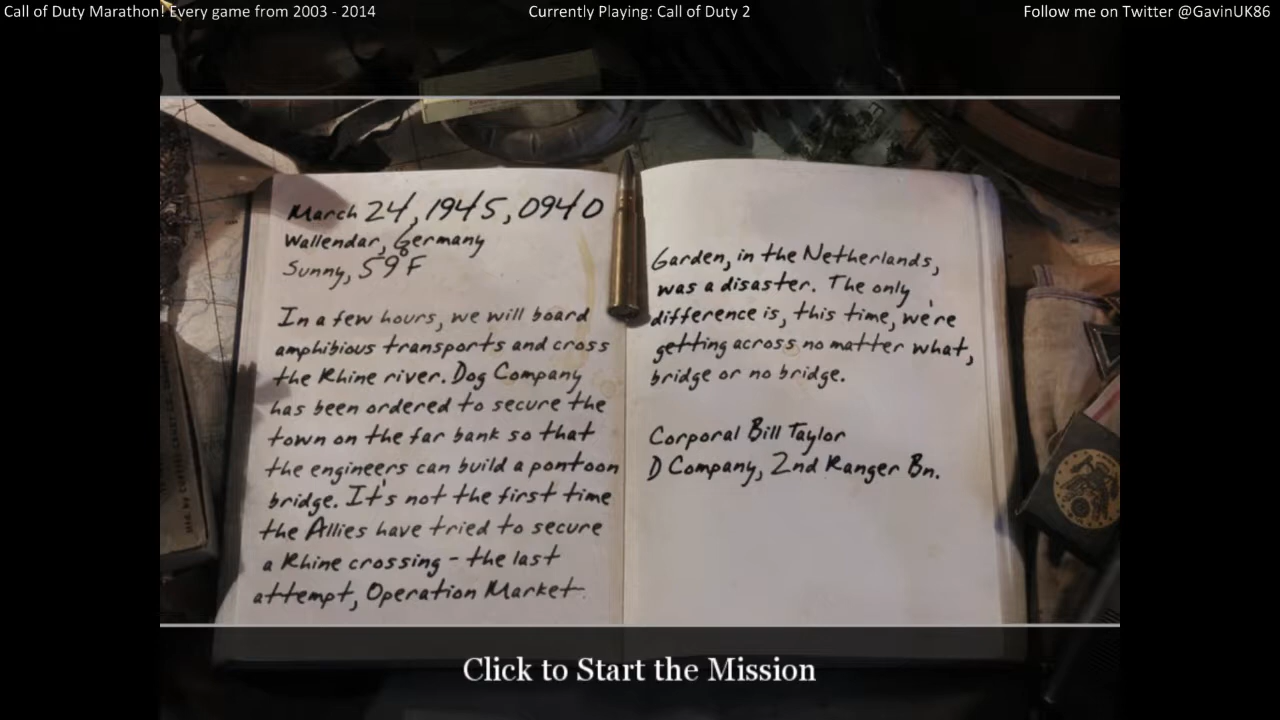 Call of Duty Marathon! Every game from 2003 - 2014
Currently Playing: Call of Duty 2
Follow me on Twitter @GavinUK86
March 24, 1945, 0940
Wallendar, Germany
Sunny, 59°F
In a few hours, we will board
amphibious transports and cross
the Rhine river. Dog Company
has been ordered to secure the
town on the far bank so that
the engineers can build a pontoon
bridge. It's not the first time
the Allies have tried to secure
a Rhine crossing - the last
attempt, Operation Market
Garden, in the Netherlands,
was a disaster. The only
difference is, this time, we're
getting across no matter what,
bridge or no bridge.
Corporal Bill Taylor
D Company, 2nd Ranger Bn.
Click to Start the Mission